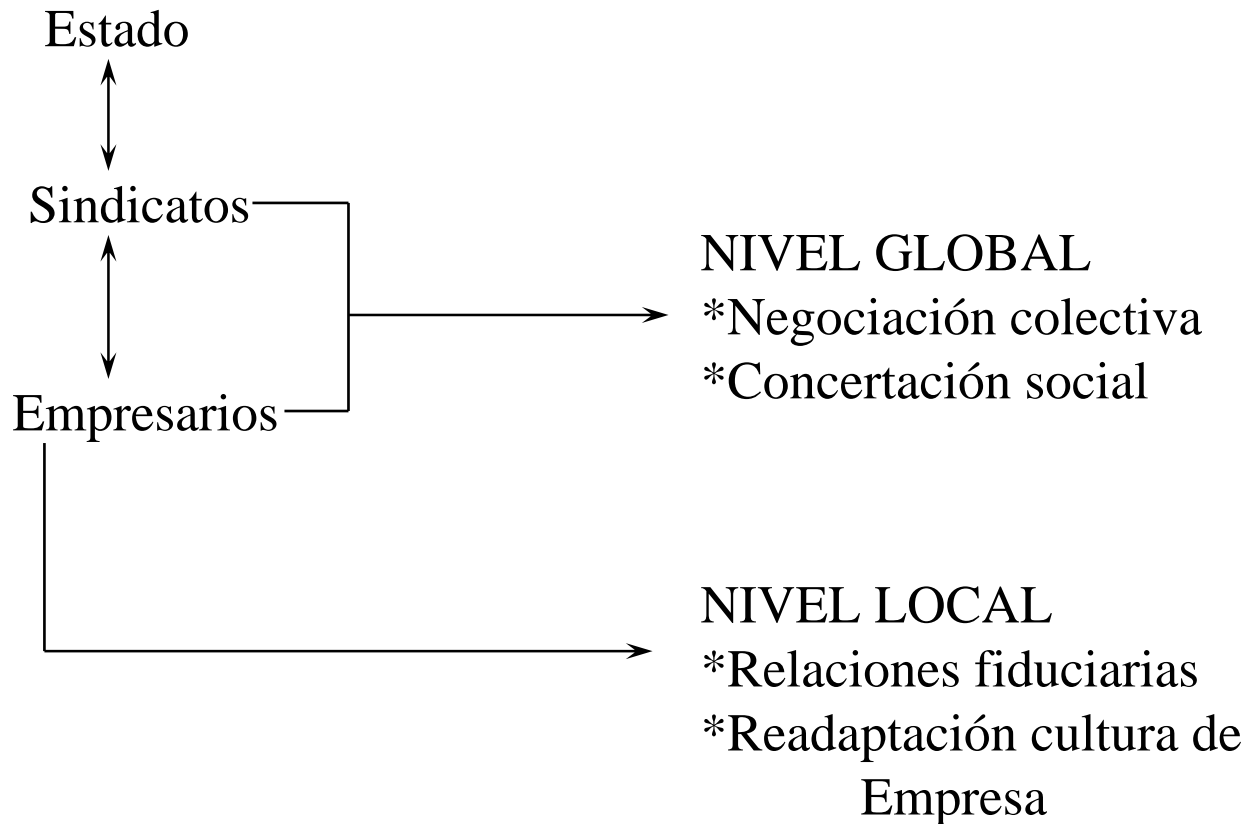 Estado
Sindicatos
Empresarios
NIVEL GLOBAL
*Negociación colectiva
*Concertación social
NIVEL LOCAL
*Relaciones fiduciarias
*Readaptación cultura de
Empresa